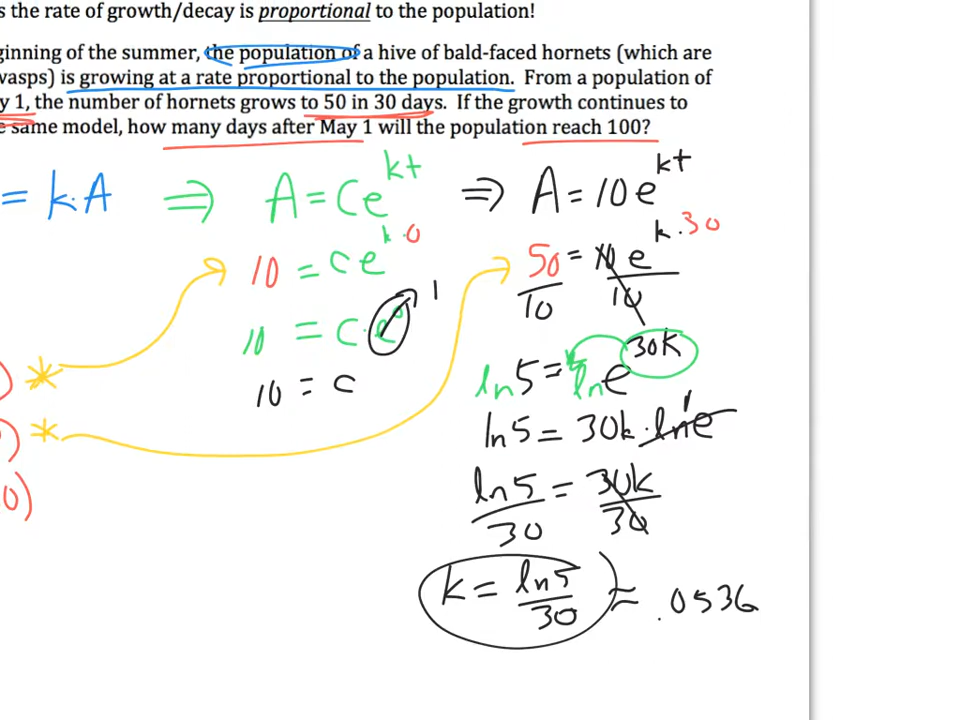 s the rate of growth/decay is proportional to the population!
ginning of the summer, the population of a hive of bald-faced hornets (which are
wasps) is growing at a rate proportional to the population. From a population of
y 1, the number of hornets grows to 50 in 30 days. If the growth continues to
e same model, how many days after May 1 will the population reach 100?
= k·A ⇒ A = Ce^kt ⇒ A = 10e^kt
10 = Ce^k·0
50/10 = 10e^k·30/10
10 = C·e^0 1
ln5 = lne^30k
10 = C
ln5 = 30k·lne 1
ln5/30 = 30k/30
0)
k = ln5/30 ≈ .0536